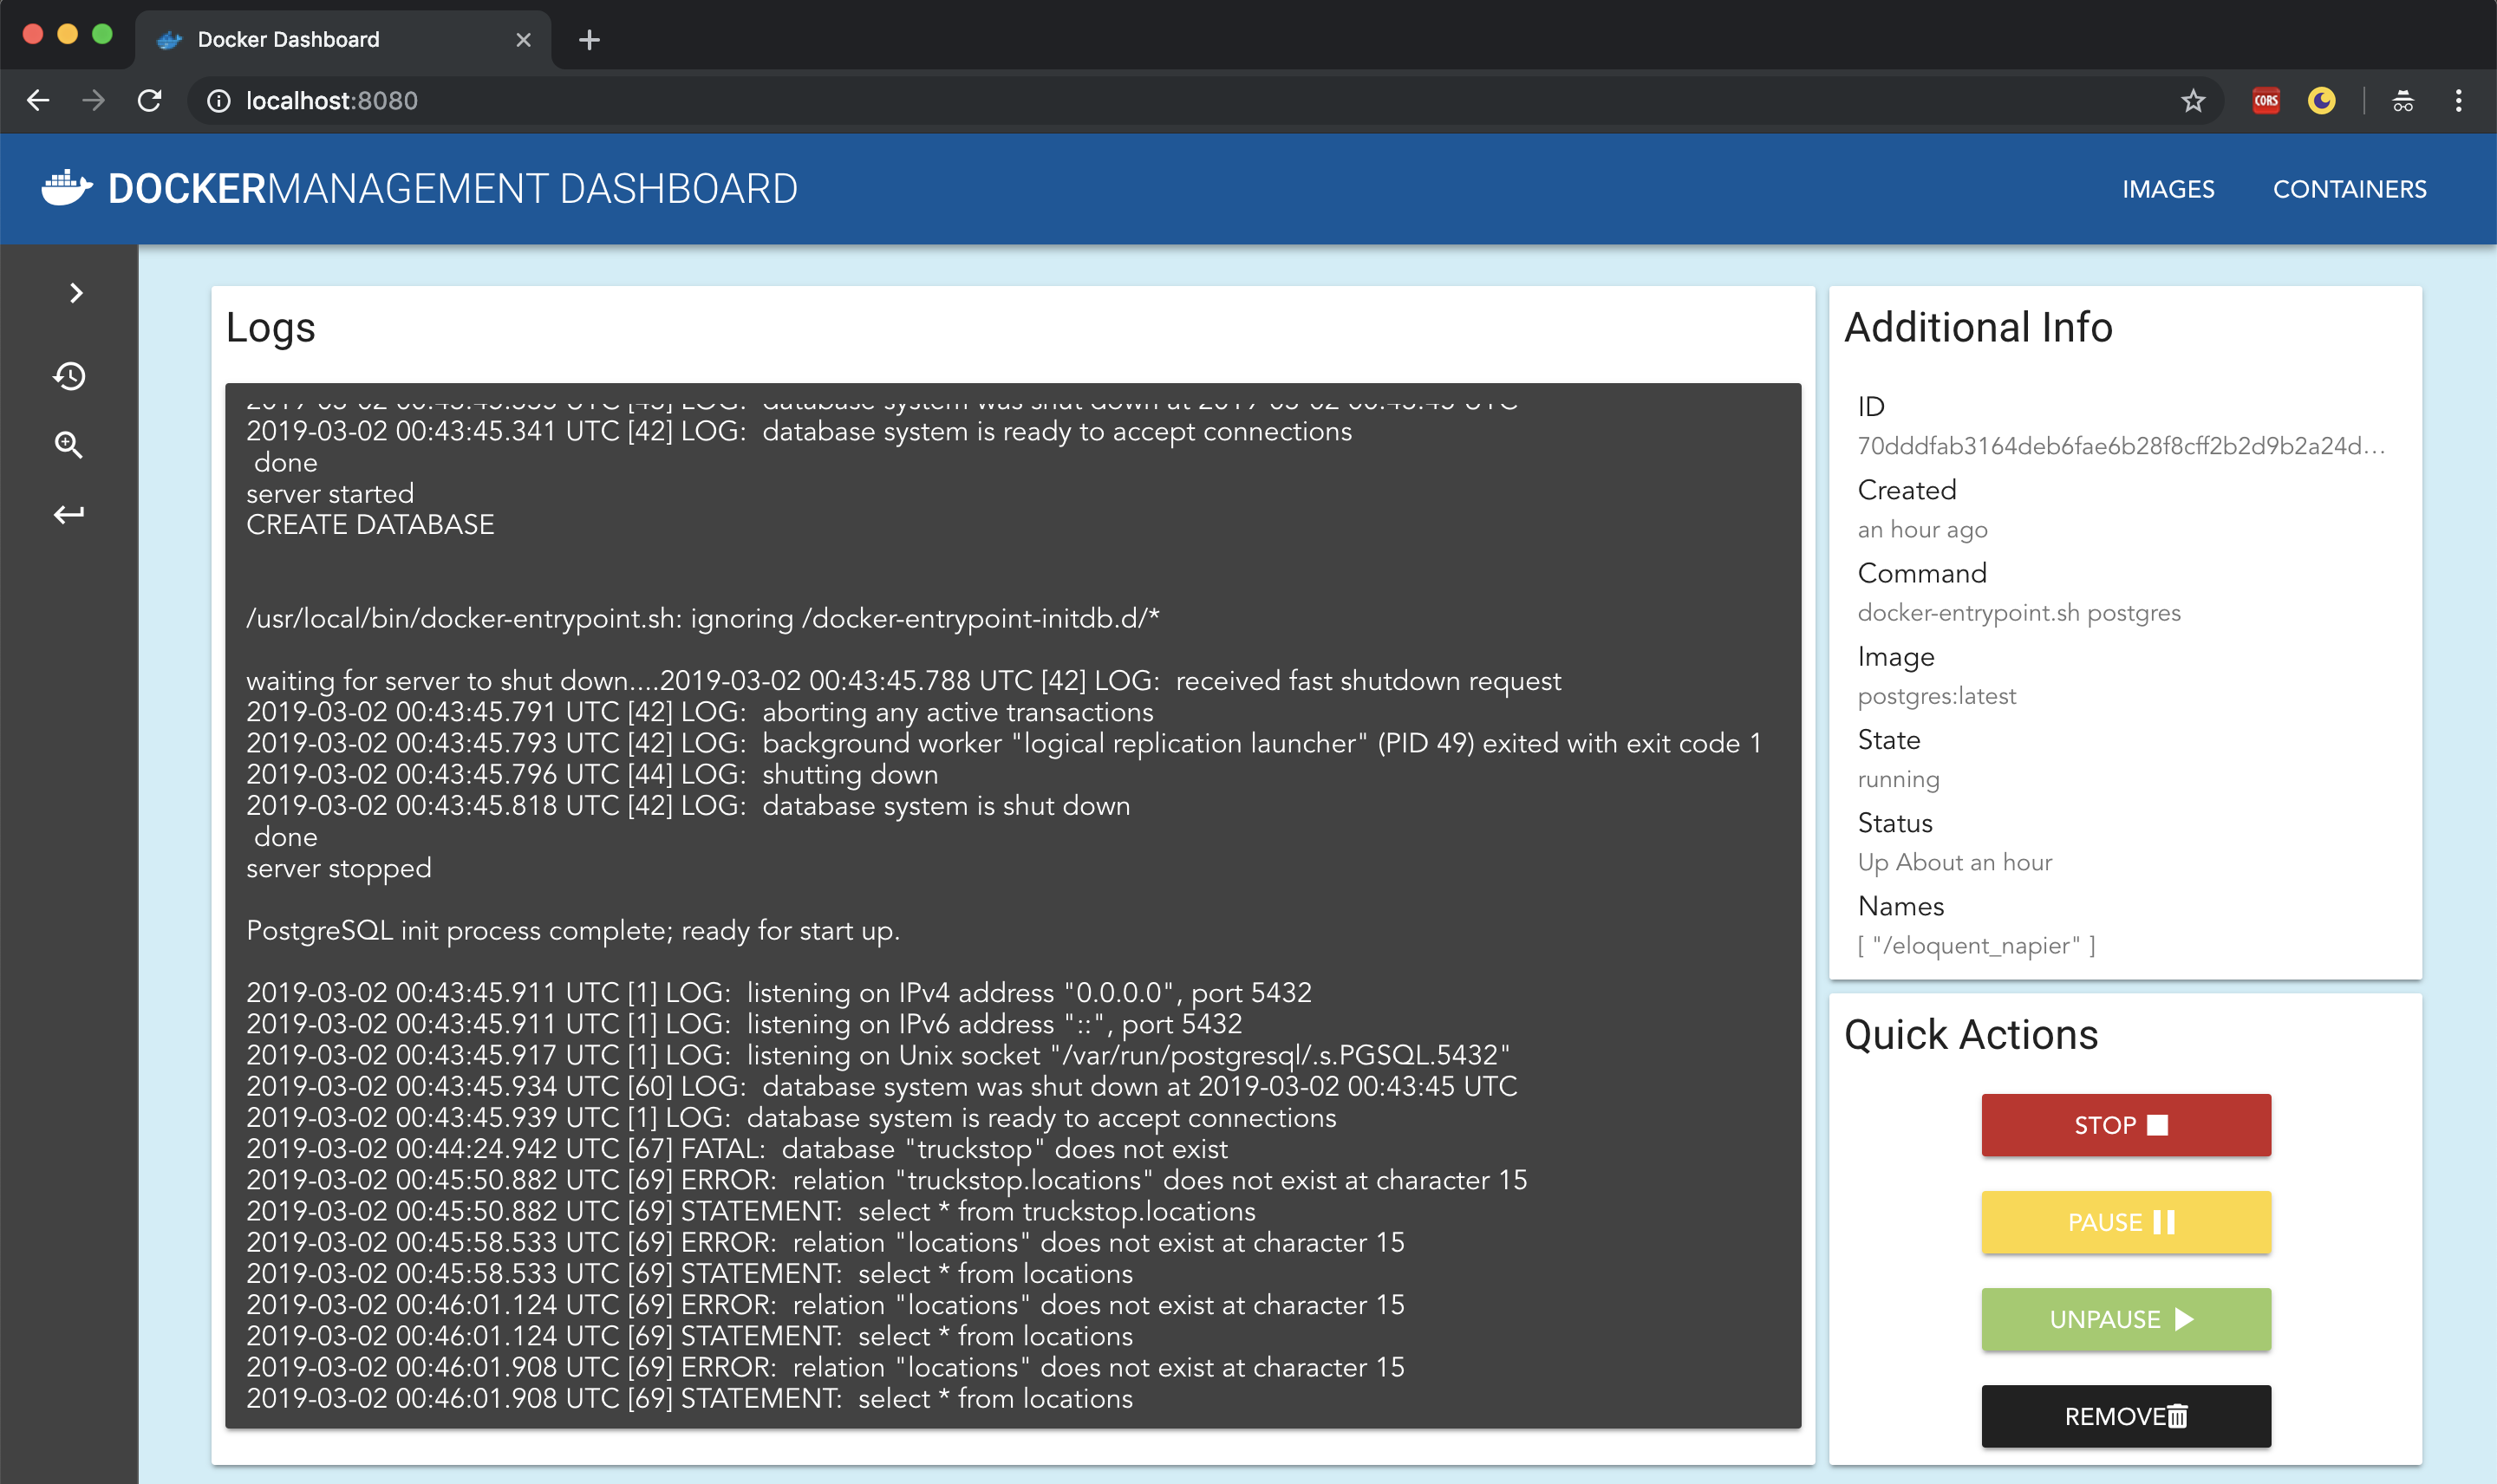 Docker Dashboard
localhost:8080
CORS
DOCKERMANAGEMENT DASHBOARD
IMAGES
CONTAINERS
Logs
2019-03-02 00:43:45.341 UTC [42] LOG:  database system is ready to accept connections
 done
server started
CREATE DATABASE
/usr/local/bin/docker-entrypoint.sh: ignoring /docker-entrypoint-initdb.d/*
waiting for server to shut down....2019-03-02 00:43:45.788 UTC [42] LOG:  received fast shutdown request
2019-03-02 00:43:45.791 UTC [42] LOG:  aborting any active transactions
2019-03-02 00:43:45.793 UTC [42] LOG:  background worker "logical replication launcher" (PID 49) exited with exit code 1
2019-03-02 00:43:45.796 UTC [44] LOG:  shutting down
2019-03-02 00:43:45.818 UTC [42] LOG:  database system is shut down
 done
server stopped
PostgreSQL init process complete; ready for start up.
2019-03-02 00:43:45.911 UTC [1] LOG:  listening on IPv4 address "0.0.0.0", port 5432
2019-03-02 00:43:45.911 UTC [1] LOG:  listening on IPv6 address "::", port 5432
2019-03-02 00:43:45.917 UTC [1] LOG:  listening on Unix socket "/var/run/postgresql/.s.PGSQL.5432"
2019-03-02 00:43:45.934 UTC [60] LOG:  database system was shut down at 2019-03-02 00:43:45 UTC
2019-03-02 00:43:45.939 UTC [1] LOG:  database system is ready to accept connections
2019-03-02 00:44:24.942 UTC [67] FATAL:  database "truckstop" does not exist
2019-03-02 00:45:50.882 UTC [69] ERROR:  relation "truckstop.locations" does not exist at character 15
2019-03-02 00:45:50.882 UTC [69] STATEMENT:  select * from truckstop.locations
2019-03-02 00:45:58.533 UTC [69] ERROR:  relation "locations" does not exist at character 15
2019-03-02 00:45:58.533 UTC [69] STATEMENT:  select * from locations
2019-03-02 00:46:01.124 UTC [69] ERROR:  relation "locations" does not exist at character 15
2019-03-02 00:46:01.124 UTC [69] STATEMENT:  select * from locations
2019-03-02 00:46:01.908 UTC [69] ERROR:  relation "locations" does not exist at character 15
2019-03-02 00:46:01.908 UTC [69] STATEMENT:  select * from locations
Additional Info
ID
70dddfab3164deb6fae6b28f8cff2b2d9b2a24d...
Created
an hour ago
Command
docker-entrypoint.sh postgres
Image
postgres:latest
State
running
Status
Up About an hour
Names
[ "/eloquent_napier" ]
Quick Actions
STOP
PAUSE
UNPAUSE
REMOVE